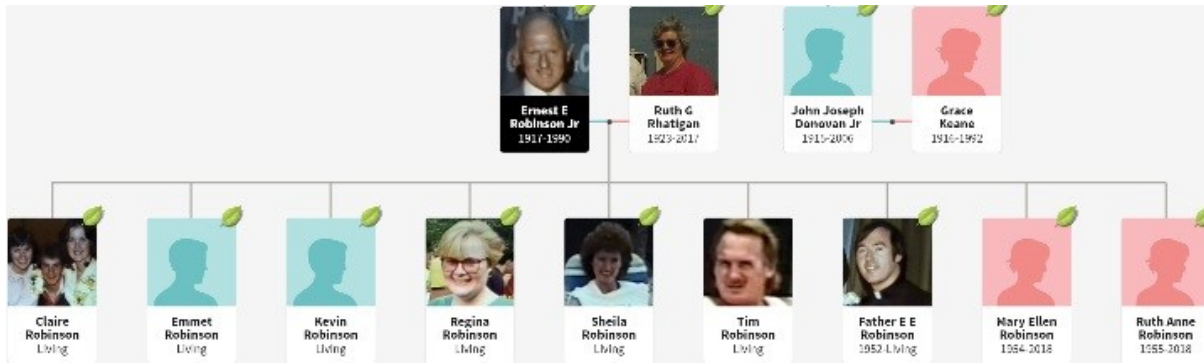 Ernest E
Robinson Jr
1917-1990
Ruth G
Rhatigan
1923-2017
John Joseph
Donovan Jr
1915-2006
Grace
Keane
1916-1992
Claire
Robinson
Living
Emmet
Robinson
Living
Kevin
Robinson
Living
Regina
Robinson
Living
Sheila
Robinson
Living
Tim
Robinson
Living
Father E E
Robinson
1952-Living
Mary Ellen
Robinson
1954-2018
Ruth Anne
Robinson
1955-2018